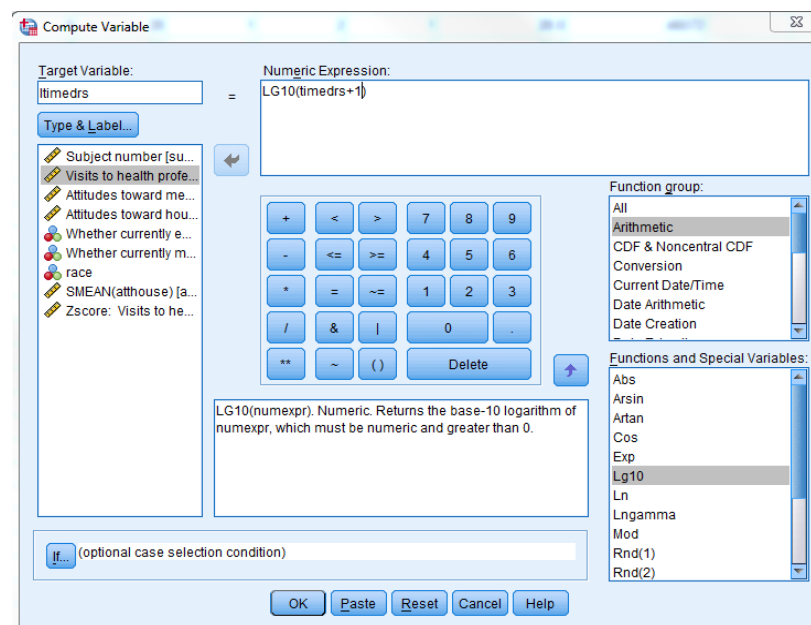 Compute Variable
Target Variable:
ltimedrs
=
Numeric Expression:
LG10(timedrs+1)
Type & Label...
Subject number [su...
Visits to health profe...
Attitudes toward me...
Attitudes toward hou...
Whether currently e...
Whether currently m...
race
SMEAN(atthouse) [a...
Zscore: Visits to he...
+ < > 7 8 9
- <= >= 4 5 6
* = ~= 1 2 3
/ & | 0 .
** ~ ( ) Delete
Function group:
All
Arithmetic
CDF & Noncentral CDF
Conversion
Current Date/Time
Date Arithmetic
Date Creation
Functions and Special Variables:
Abs
Arsin
Artan
Cos
Exp
Lg10
Ln
Lngamma
Mod
Rnd(1)
Rnd(2)
LG10(numexpr). Numeric. Returns the base-10 logarithm of
numexpr, which must be numeric and greater than 0.
If... (optional case selection condition)
OK Paste Reset Cancel Help